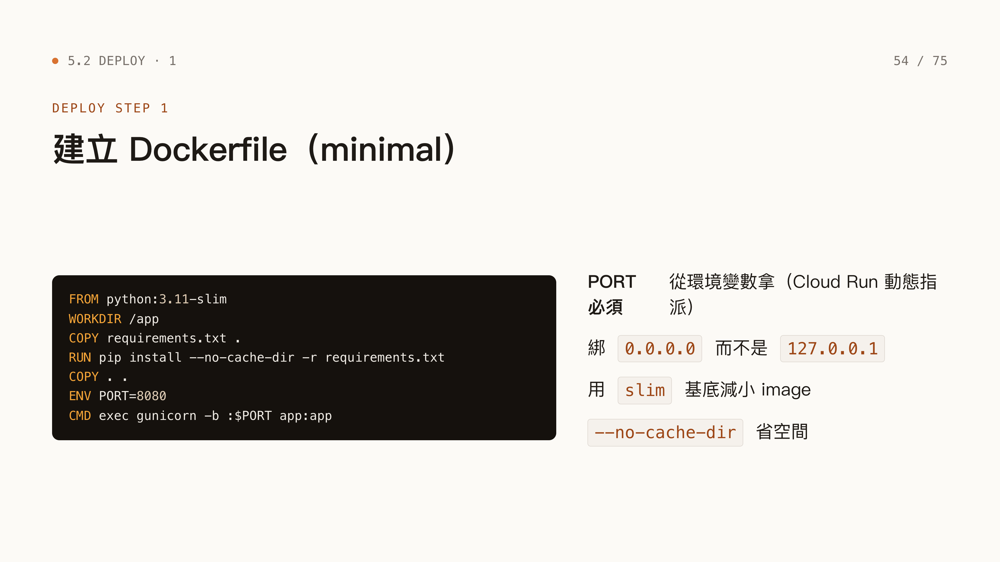 5.2 DEPLOY · 1
54 / 75
DEPLOY STEP 1
建立 Dockerfile（minimal）
FROM python:3.11-slim
WORKDIR /app
COPY requirements.txt .
RUN pip install --no-cache-dir -r requirements.txt
COPY . .
ENV PORT=8080
CMD exec gunicorn -b :$PORT app:app
PORT 從環境變數拿（Cloud Run 動態指
必須 派）
綁 0.0.0.0 而不是 127.0.0.1
用 slim 基底減小 image
--no-cache-dir 省空間